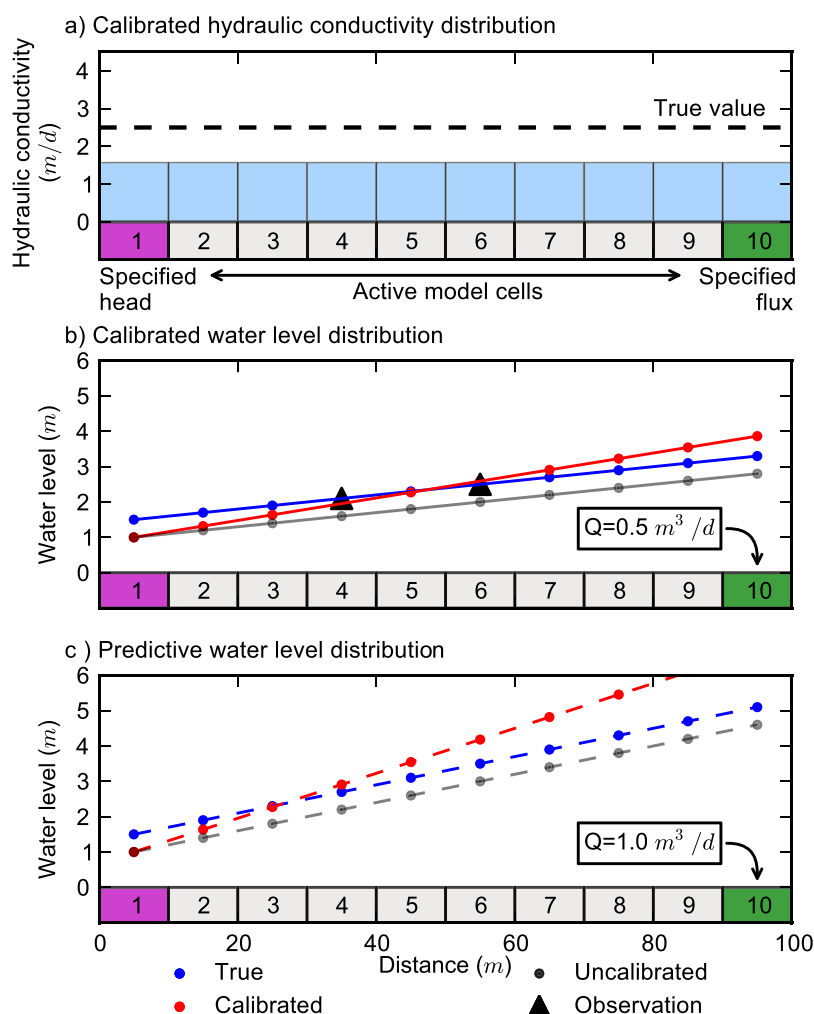 a) Calibrated hydraulic conductivity distribution
Hydraulic conductivity
(m/d)
4
3
2
1
0
True value
1 2 3 4 5 6 7 8 9 10
Specified
head
Active model cells
Specified
flux
b) Calibrated water level distribution
Water level (m)
6
5
4
3
2
1
0
Q=0.5 m³ /d
1 2 3 4 5 6 7 8 9 10
c ) Predictive water level distribution
Water level (m)
6
5
4
3
2
1
0
Q=1.0 m³ /d
1 2 3 4 5 6 7 8 9 10
0 20 40 60 80 100
Distance (m)
True
Uncalibrated
Calibrated
Observation